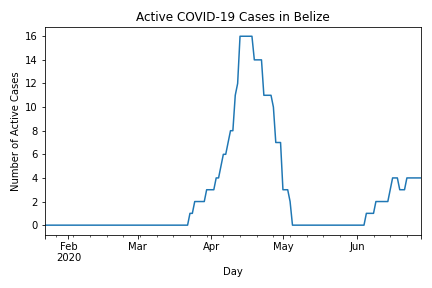 Active COVID-19 Cases in Belize
Number of Active Cases
16
14
12
10
8
6
4
2
0
Feb
2020
Mar
Apr
May
Jun
Day